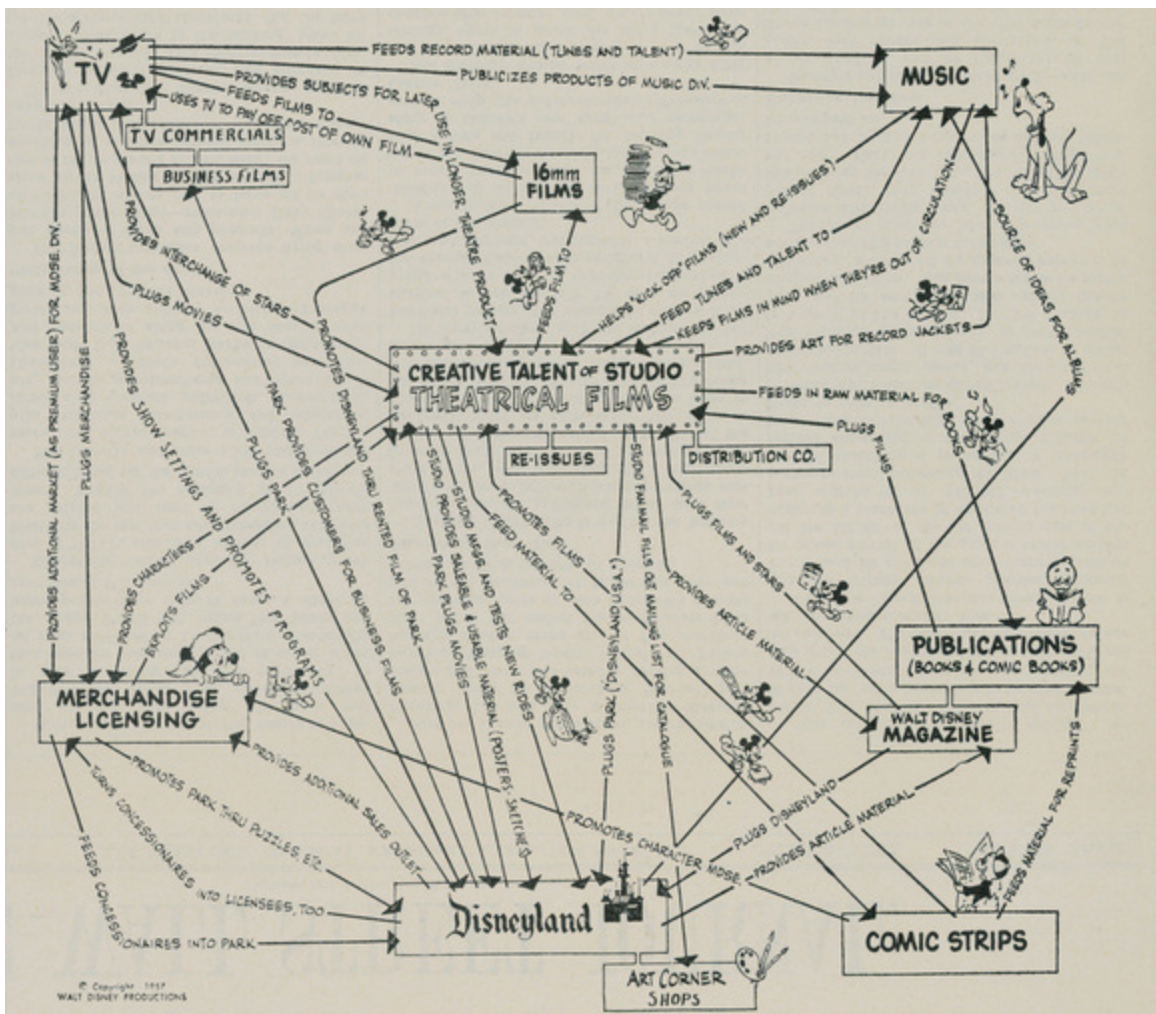 TV
FEEDS RECORD MATERIAL (TUNES AND TALENT)
PUBLICIZES PRODUCTS OF MUSIC DIV.
MUSIC
PROVIDES SUBJECTS FOR LATER USE IN LONGER THEATRE PRODUCT
FEEDS FILMS TO
USES TV TO PAY OFF COST OF OWN FILM
TV COMMERCIALS
BUSINESS FILMS
16mm
FILMS
PROVIDES ADDITIONAL MARKET (AS PREMIUM USER) FOR MDSE. DIV.
PLUGS MERCHANDISE
PROVIDES INTERCHANGE OF STARS
PLUGS MOVIES
PROVIDES SHOW SETTINGS AND PROMOTES PROGRAMS
PLUGS PARK
PARK PROVIDES CUSTOMERS FOR BUSINESS FILMS
PROMOTES DISNEYLAND THRU RENTED FILM OF PARK
FEEDS FILM TO
HELPS "KICK OFF" FILMS (NEW AND RE-ISSUES)
FEED TUNES AND TALENT TO
KEEPS FILMS IN MIND WHEN THEY'RE OUT OF CIRCULATION
PROVIDES ART FOR RECORD JACKETS
SOURCE OF IDEAS FOR ALBUMS
CREATIVE TALENT OF STUDIO
THEATRICAL FILMS
RE-ISSUES
DISTRIBUTION CO.
FEEDS IN RAW MATERIAL FOR BOOKS
PLUGS FILMS
PROVIDES CHARACTERS
EXPLOITS FILMS
STUDIO MFGS AND TESTS NEW RIDES
STUDIO PROVIDES SALEABLE & USABLE MATERIAL (POSTERS-SKETCHES)
PARK PLUGS MOVIES
PROMOTES FILMS
FEED MATERIAL TO
PLUGS PARK ("DISNEYLAND U.S.A.")
STUDIO FAN MAIL FILLS OUT MAILING LIST FOR CATALOGUE
PLUGS FILMS AND STARS
PROVIDES ARTICLE MATERIAL
PUBLICATIONS
(BOOKS & COMIC BOOKS)
WALT DISNEY
MAGAZINE
MERCHANDISE
LICENSING
PROVIDES ADDITIONAL SALES OUTLET
PROMOTES PARK THRU PUZZLES, ETC.
TURNS CONCESSIONAIRES INTO LICENSEES, TOO
FEEDS CONCESSIONAIRES INTO PARK
PROMOTES CHARACTER MDSE.
PLUGS DISNEYLAND
PROVIDES ARTICLE MATERIAL
FEEDS MATERIAL FOR REPRINTS
Disneyland
COMIC STRIPS
ART CORNER
SHOPS
© Copyright 1957
WALT DISNEY PRODUCTIONS